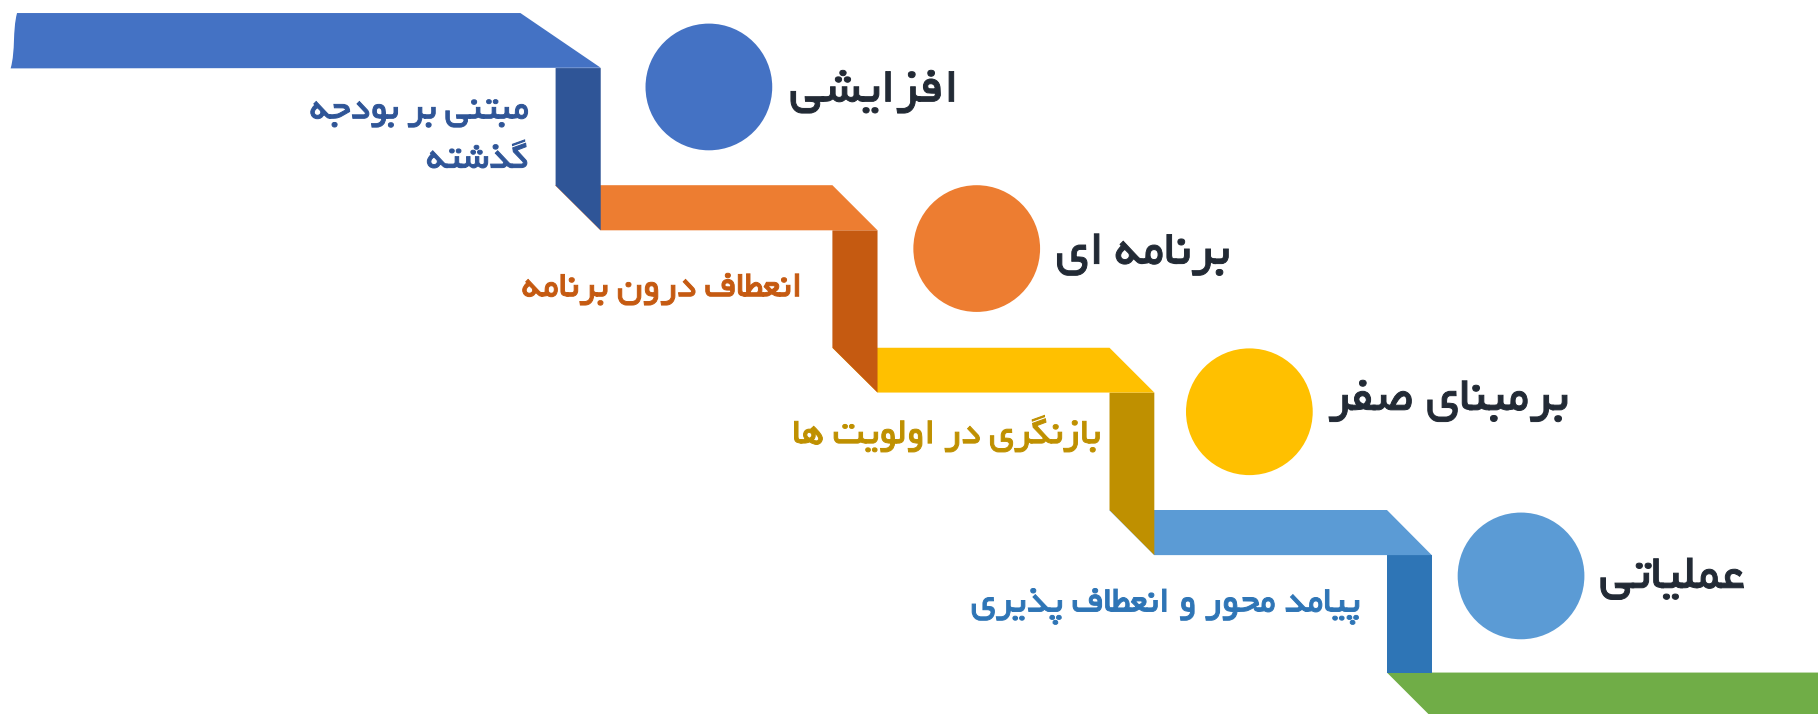 افزایشی
مبتنی بر بودجه
گذشته
برنامه ای
انعطاف درون برنامه
برمبنای صفر
بازنگری در اولویت ها
عملیاتی
پیامد محور و انعطاف پذیری